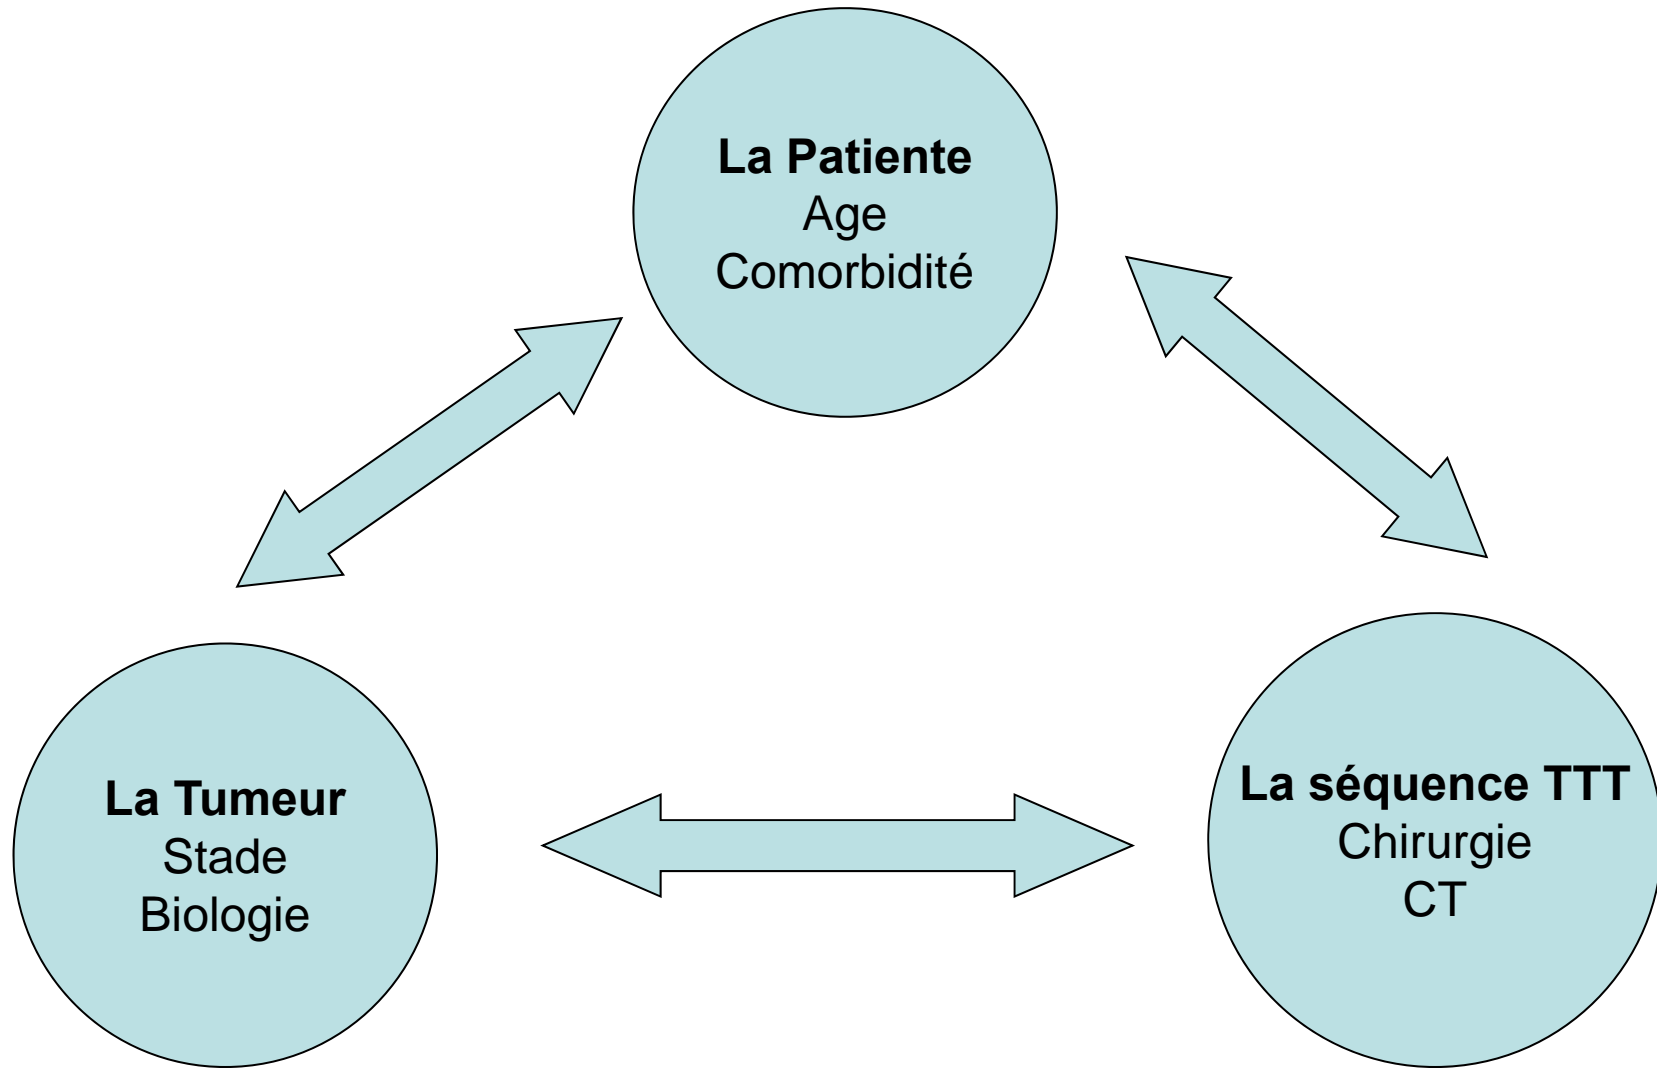 La Patiente
Age
Comorbidité
La Tumeur
Stade
Biologie
La séquence TTT
Chirurgie
CT